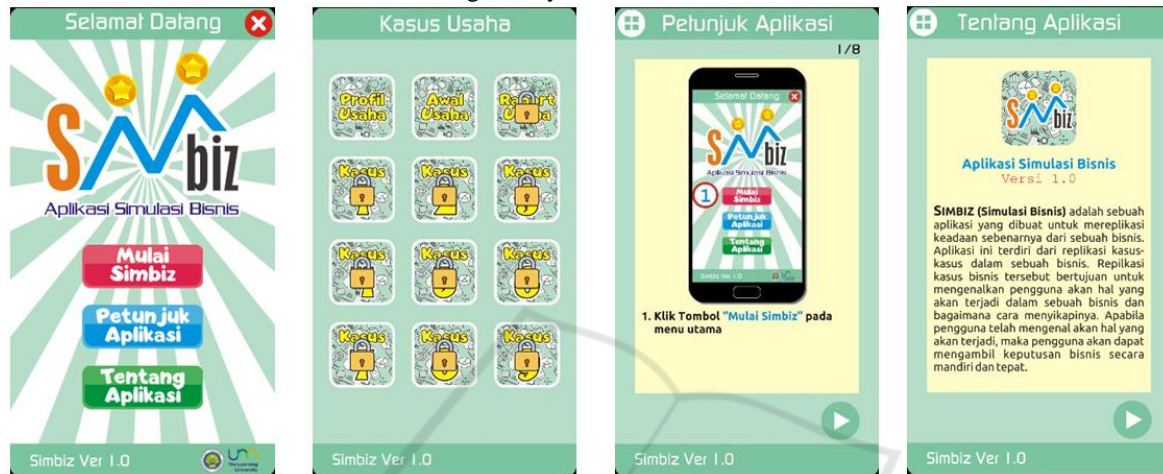 Selamat Datang
SIMbiz
Aplikasi Simulasi Bisnis
Mulai
Simbiz
Petunjuk
Aplikasi
Tentang
Aplikasi
Simbiz Ver 1.0
UM
The Learning
University
Kasus Usaha
Profil
Usaha
Awal
Usaha
Kasus
Kasus
Kasus
Kasus
Kasus
Kasus
Kasus
Kasus
Kasus
Simbiz Ver 1.0
Petunjuk Aplikasi
1/8
Selamat Datang
SIMbiz
Aplikasi Simulasi Bisnis
1
Mulai
Simbiz
Petunjuk
Aplikasi
Tentang
Aplikasi
Simbiz Ver 1.0
1. Klik Tombol "Mulai Simbiz" pada
menu utama
Simbiz Ver 1.0
Tentang Aplikasi
SIMbiz
Aplikasi Simulasi Bisnis
Versi 1.0
SIMBIZ (Simulasi Bisnis) adalah sebuah
aplikasi yang dibuat untuk mereplikasi
keadaan sebenarnya dari sebuah bisnis.
Aplikasi ini terdiri dari replikasi kasus-
kasus dalam sebuah bisnis. Repilkasi
kasus bisnis tersebut bertujuan untuk
mengenalkan pengguna akan hal yang
akan terjadi dalam sebuah bisnis dan
bagaimana cara menyikapinya. Apabila
pengguna telah mengenal akan hal yang
akan terjadi, maka pengguna akan dapat
mengambil keputusan bisnis secara
mandiri dan tepat.
Simbiz Ver 1.0